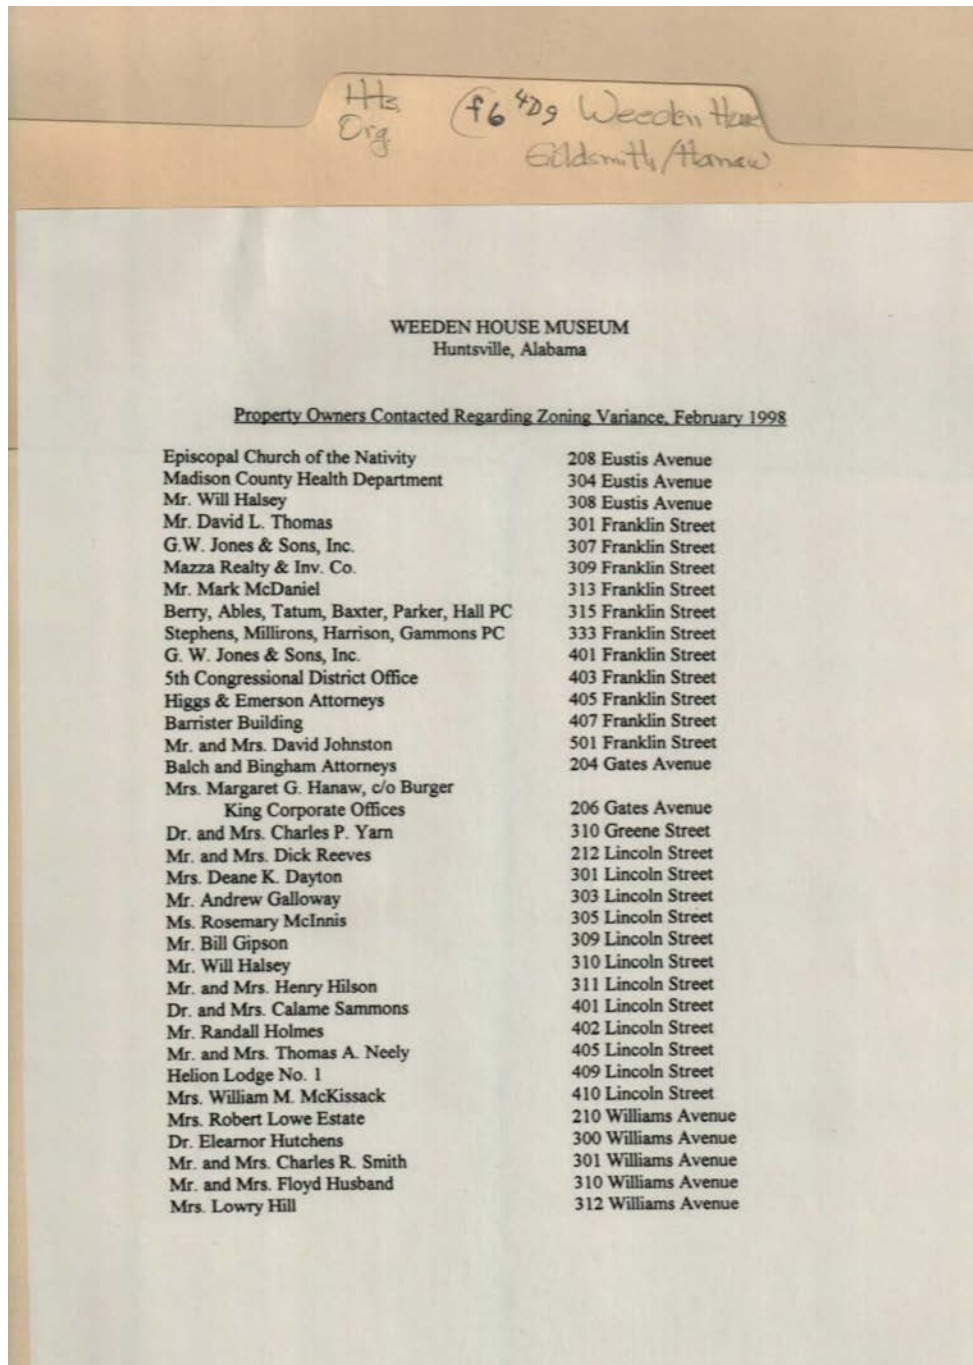 HHs. (f6 4D9 Weeden House
Org. Goldsmith/Hanaw
WEEDEN HOUSE MUSEUM
Huntsville, Alabama
Property Owners Contacted Regarding Zoning Variance, February 1998
Episcopal Church of the Nativity 208 Eustis Avenue
Madison County Health Department 304 Eustis Avenue
Mr. Will Halsey 308 Eustis Avenue
Mr. David L. Thomas 301 Franklin Street
G.W. Jones & Sons, Inc. 307 Franklin Street
Mazza Realty & Inv. Co. 309 Franklin Street
Mr. Mark McDaniel 313 Franklin Street
Berry, Ables, Tatum, Baxter, Parker, Hall PC 315 Franklin Street
Stephens, Millirons, Harrison, Gammons PC 333 Franklin Street
G. W. Jones & Sons, Inc. 401 Franklin Street
5th Congressional District Office 403 Franklin Street
Higgs & Emerson Attorneys 405 Franklin Street
Barrister Building 407 Franklin Street
Mr. and Mrs. David Johnston 501 Franklin Street
Balch and Bingham Attorneys 204 Gates Avenue
Mrs. Margaret G. Hanaw, c/o Burger
King Corporate Offices 206 Gates Avenue
Dr. and Mrs. Charles P. Yarn 310 Greene Street
Mr. and Mrs. Dick Reeves 212 Lincoln Street
Mrs. Deane K. Dayton 301 Lincoln Street
Mr. Andrew Galloway 303 Lincoln Street
Ms. Rosemary McInnis 305 Lincoln Street
Mr. Bill Gipson 309 Lincoln Street
Mr. Will Halsey 310 Lincoln Street
Mr. and Mrs. Henry Hilson 311 Lincoln Street
Dr. and Mrs. Calame Sammons 401 Lincoln Street
Mr. Randall Holmes 402 Lincoln Street
Mr. and Mrs. Thomas A. Neely 405 Lincoln Street
Helion Lodge No. 1 409 Lincoln Street
Mrs. William M. McKissack 410 Lincoln Street
Mrs. Robert Lowe Estate 210 Williams Avenue
Dr. Elearnor Hutchens 300 Williams Avenue
Mr. and Mrs. Charles R. Smith 301 Williams Avenue
Mr. and Mrs. Floyd Husband 310 Williams Avenue
Mrs. Lowry Hill 312 Williams Avenue